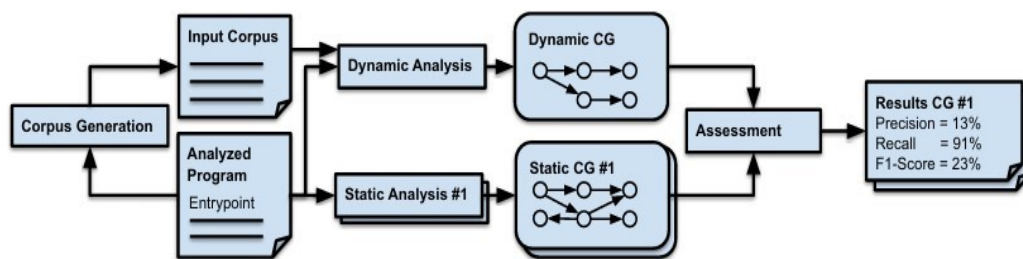 Input Corpus
Corpus Generation
Analyzed
Program
Entrypoint
Dynamic Analysis
Static Analysis #1
Dynamic CG
Static CG #1
Assessment
Results CG #1
Precision = 13%
Recall = 91%
F1-Score = 23%